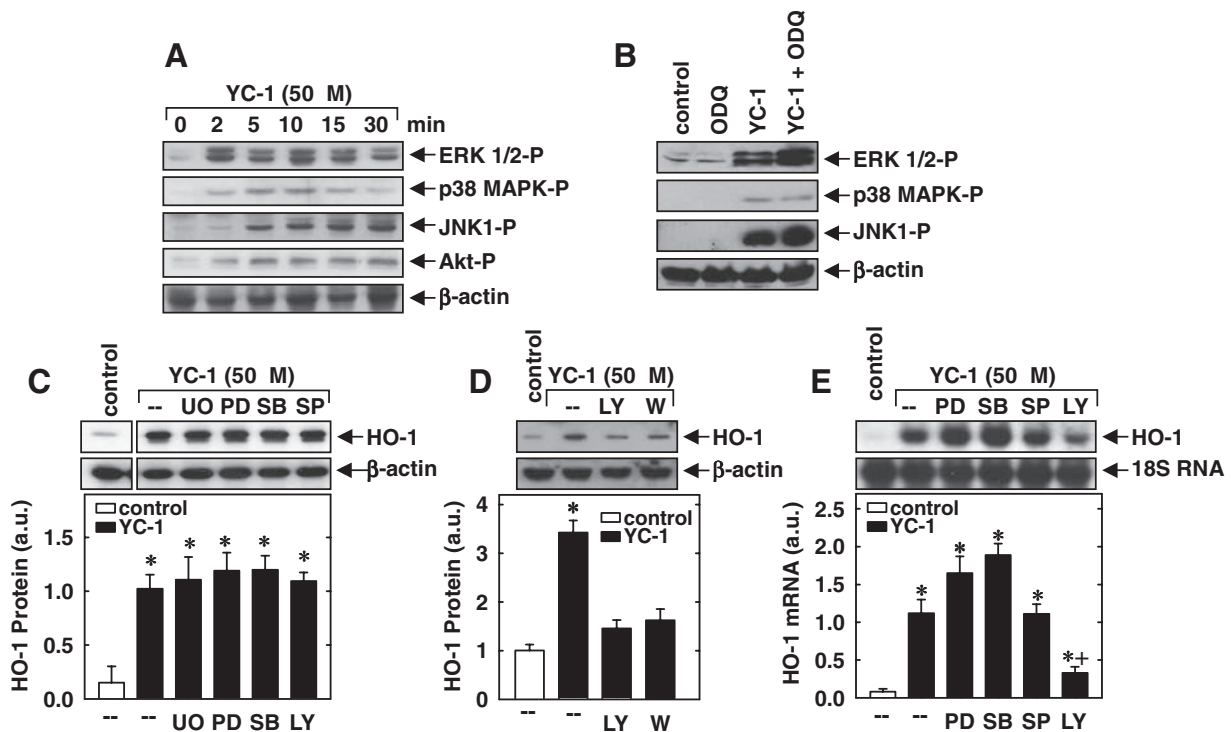 A
YC-1 (50 M)
0 2 5 10 15 30 min
ERK 1/2-P
p38 MAPK-P
JNK1-P
Akt-P
β-actin
B
control ODQ YC-1 YC-1 + ODQ
ERK 1/2-P
p38 MAPK-P
JNK1-P
β-actin
C
control
YC-1 (50 M)
-- UO PD SB SP
HO-1
β-actin
HO-1 Protein (a.u.)
1.5
1.0
0.5
0.0
control
YC-1
* * * * *
-- -- UO PD SB LY
D
control
YC-1 (50 M)
-- LY W
HO-1
β-actin
HO-1 Protein (a.u.)
4
3
2
1
0
control
YC-1
*
-- -- LY W
E
control
YC-1 (50 M)
-- PD SB SP LY
HO-1
18S RNA
HO-1 mRNA (a.u.)
2.5
2.0
1.5
1.0
0.5
0.0
control
YC-1
* * * * *+
-- -- PD SB SP LY